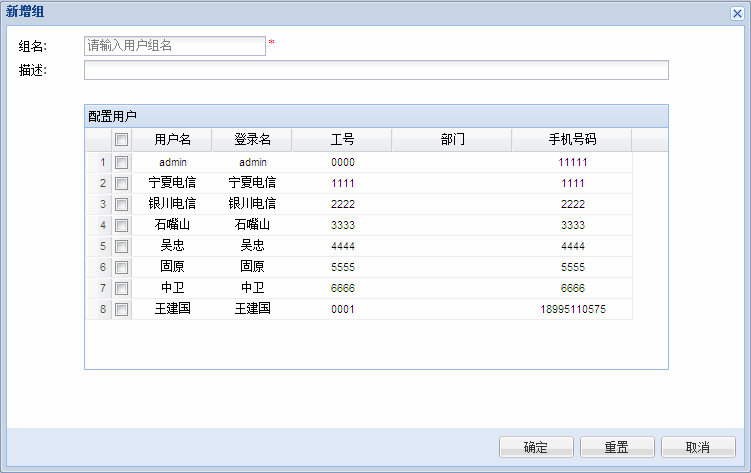 新增组
组名: 请输入用户组名 *
描述:
配置用户
用户名 登录名 工号 部门 手机号码
1 admin admin 0000 11111
2 宁夏电信 宁夏电信 1111 1111
3 银川电信 银川电信 2222 2222
4 石嘴山 石嘴山 3333 3333
5 吴忠 吴忠 4444 4444
6 固原 固原 5555 5555
7 中卫 中卫 6666 6666
8 王建国 王建国 0001 18995110575
确定 重置 取消